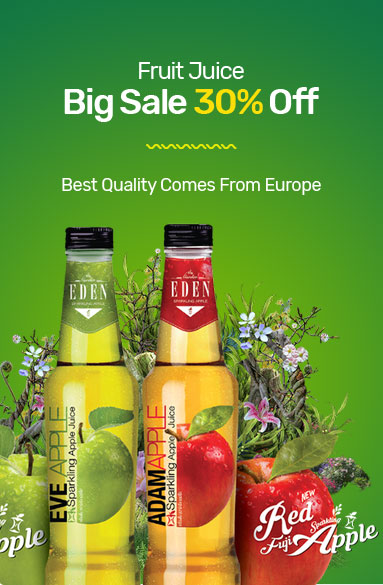 Fruit Juice
Big Sale 30% Off
Best Quality Comes From Europe
EDEN
SPARKLING APPLE
EDEN
SPARKLING APPLE
EVE APPLE
Sparkling Apple Juice
ADAM APPLE
Sparkling Apple Juice
pple
NEW
Red
Fuji
Sparkling
Apple